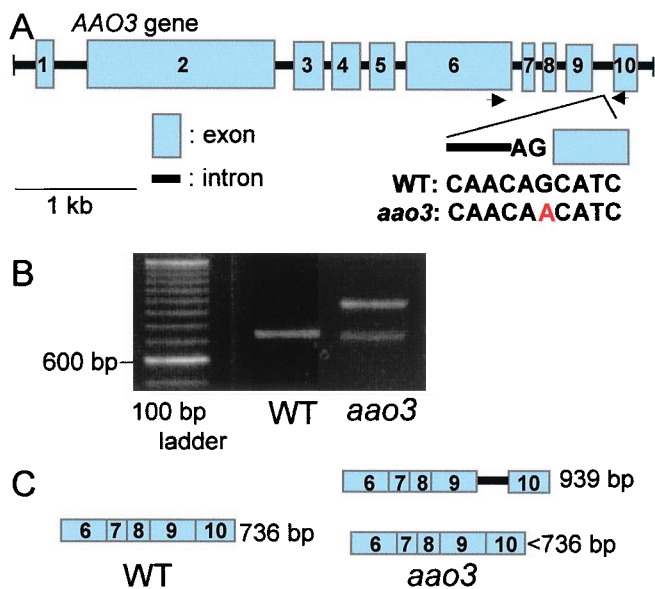 A
AAO3 gene
1 2 3 4 5 6 7 8 9 10
: exon
: intron
1 kb
AG
WT: CAACAGCATC
aao3: CAACAACATC
B
600 bp
100 bp ladder
WT
aao3
C
6 7 8 9 10 939 bp
6 7 8 9 10 736 bp
6 7 8 9 10 <736 bp
WT
aao3